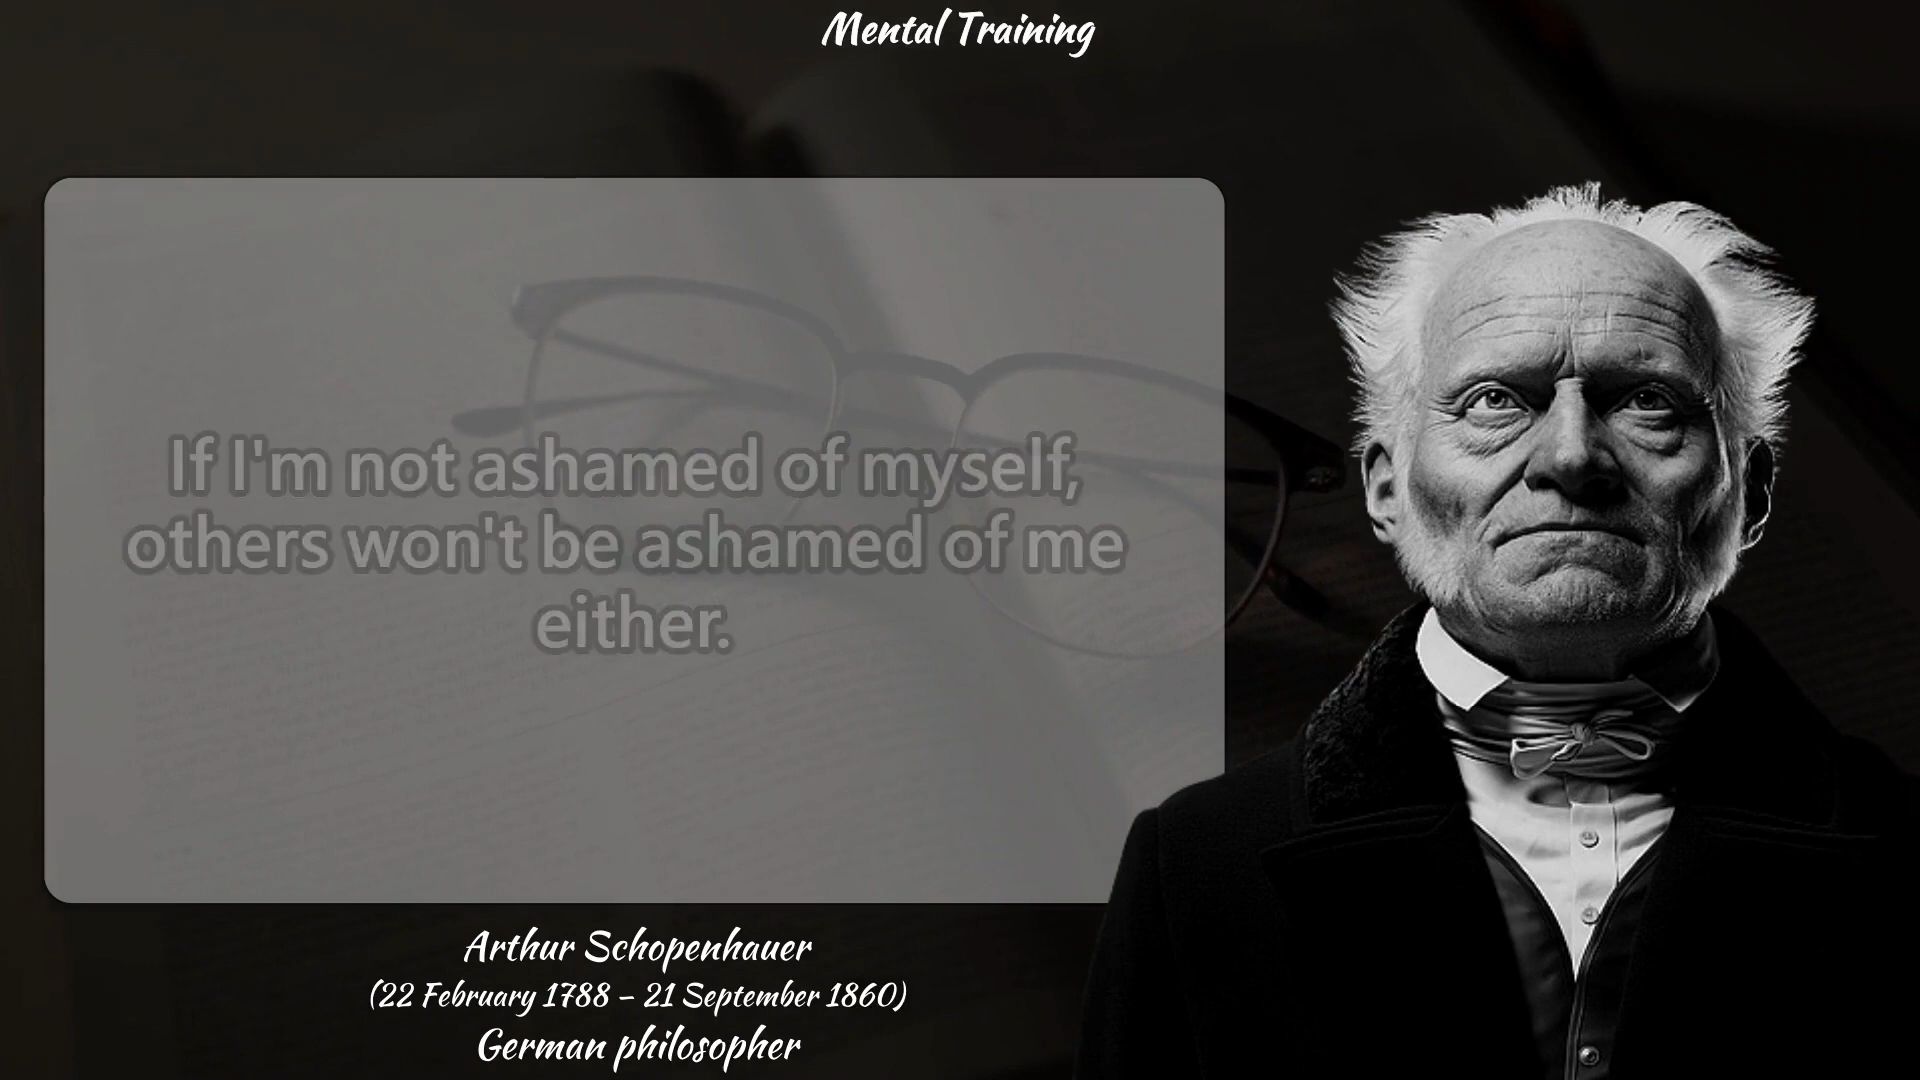 Mental Training
If I'm not ashamed of myself,
others won't be ashamed of me
either.
Arthur Schopenhauer
(22 February 1788 – 21 September 1860)
German philosopher